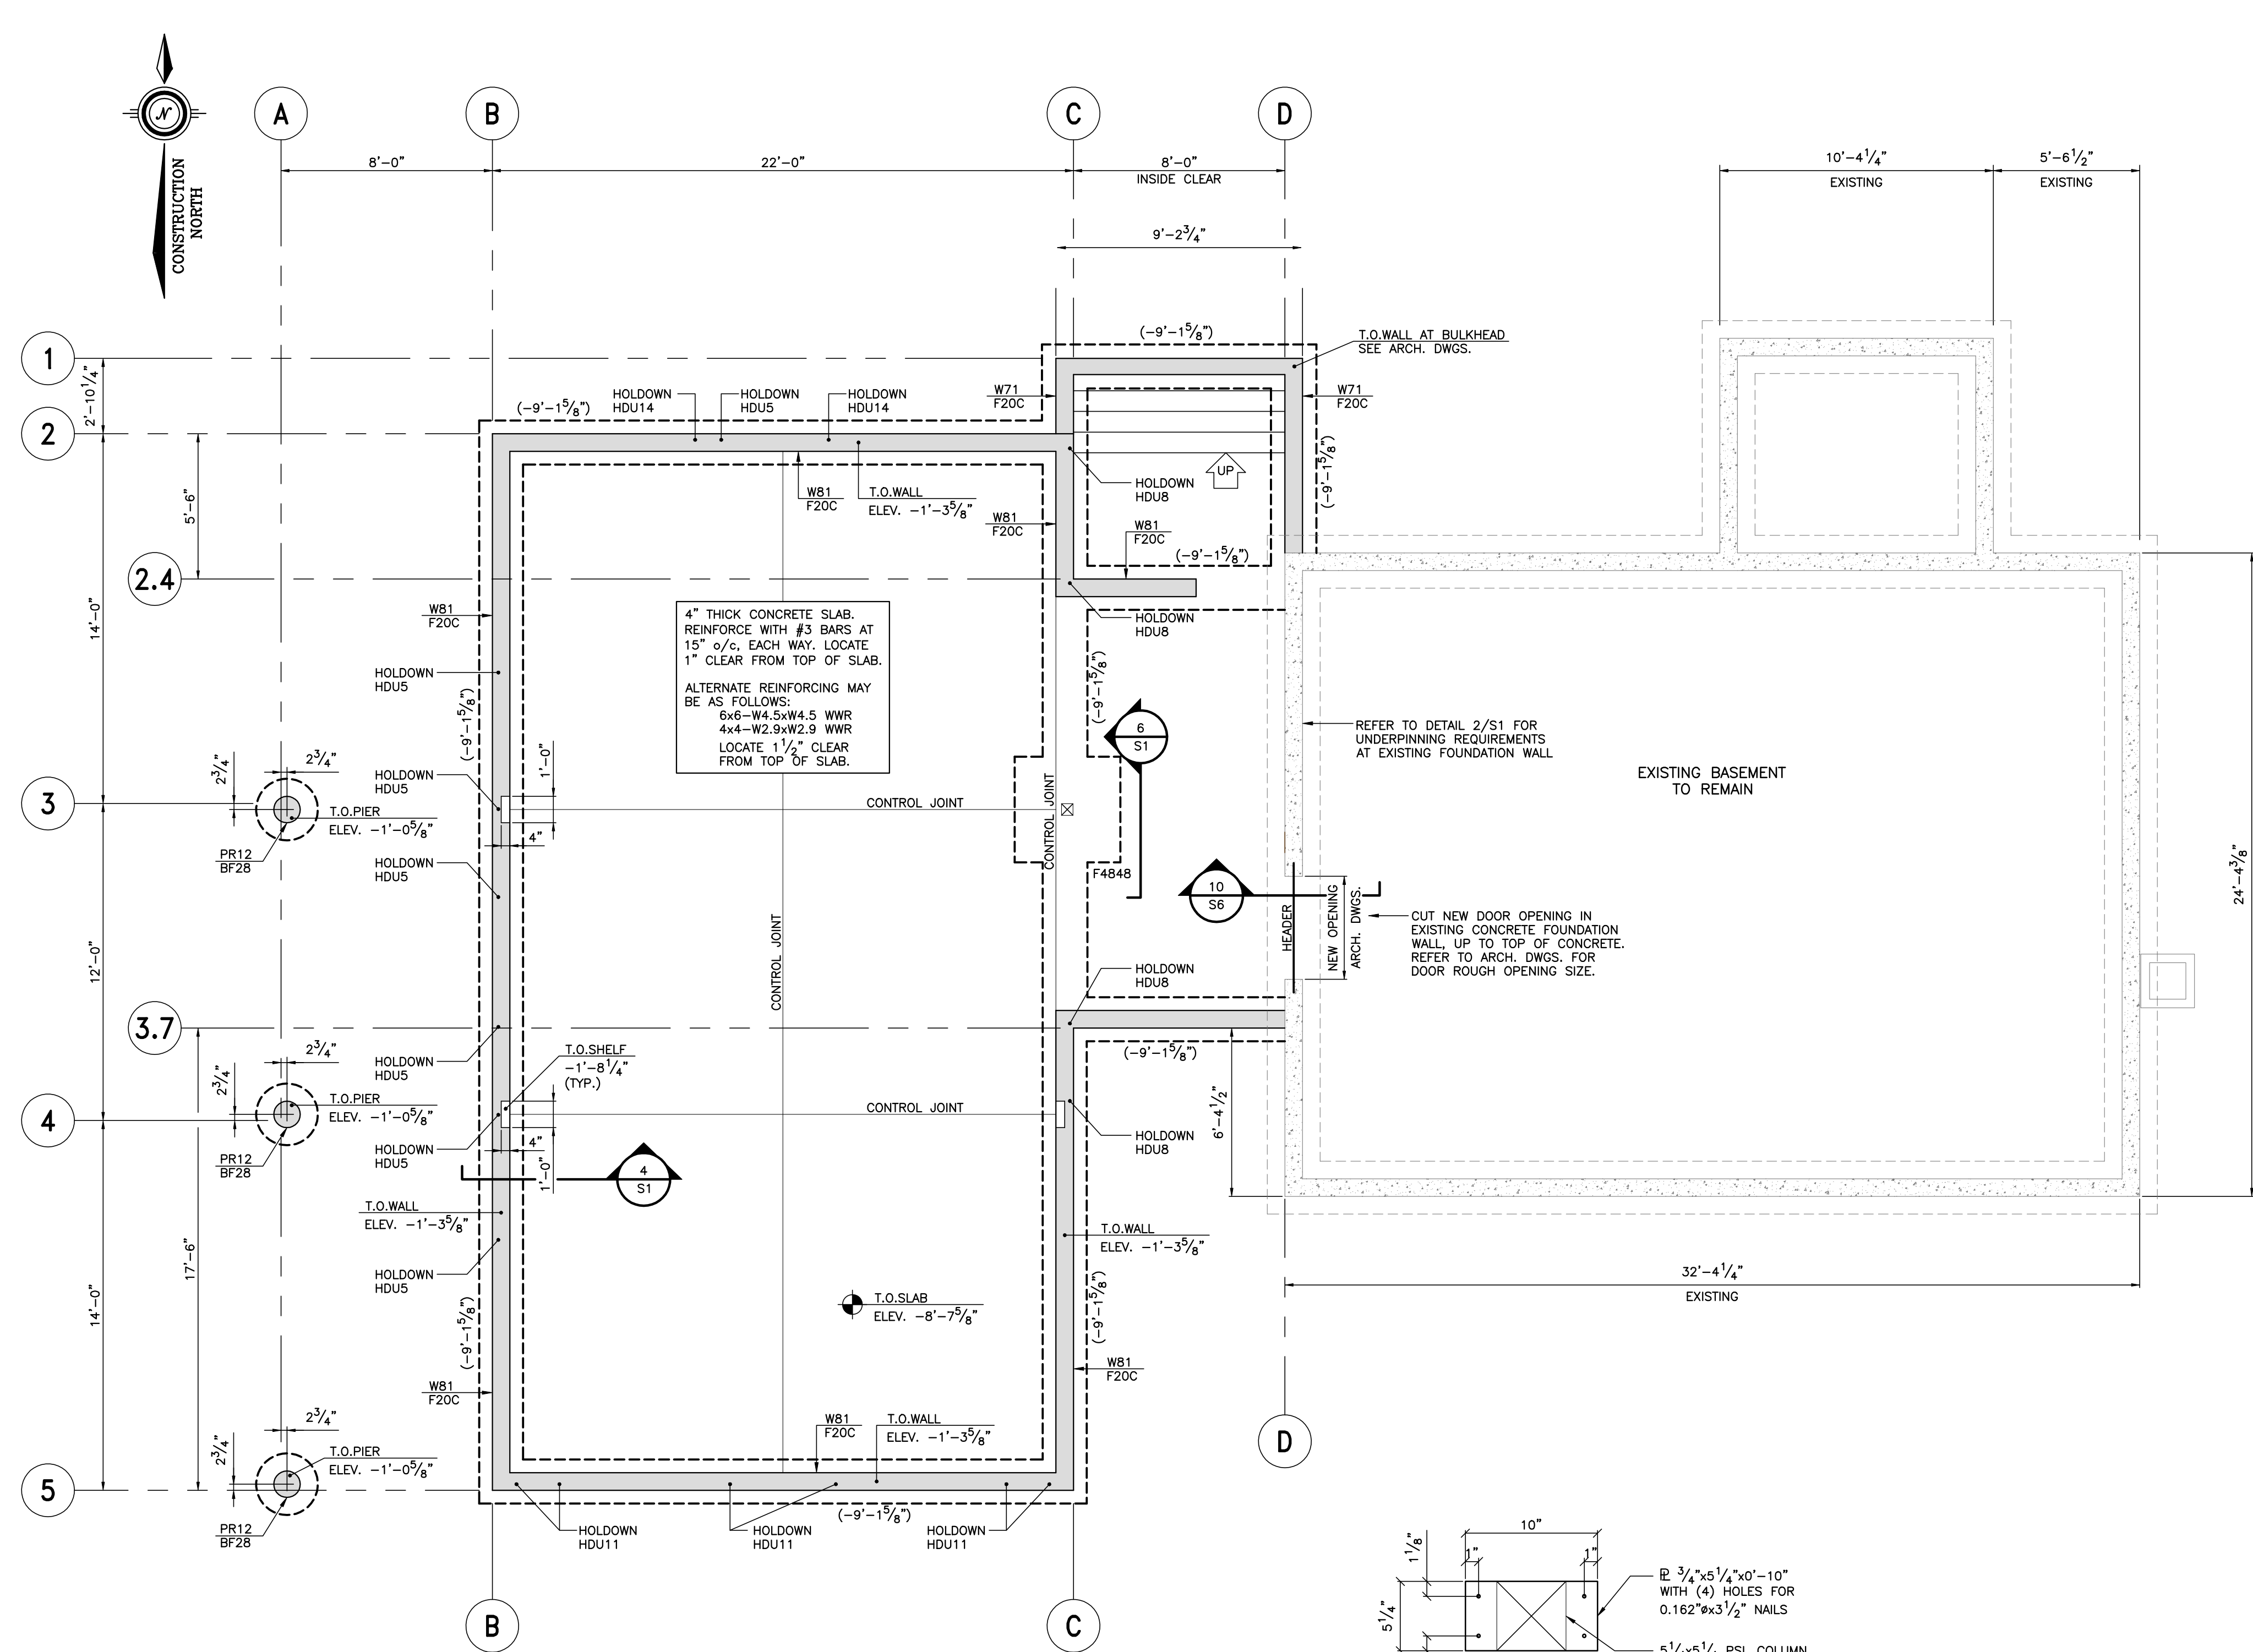 A
B
C
D
N
CONSTRUCTION
NORTH
8'-0"
22'-0"
8'-0"
INSIDE CLEAR
10'-4 1/4"
EXISTING
5'-6 1/2"
EXISTING
9'-2 3/4"
1
2'-10 1/4"
2
(-9'-1 5/8")
T.O.WALL AT BULKHEAD
SEE ARCH. DWGS.
(-9'-1 5/8")
HOLDOWN
HDU14
HOLDOWN
HDU5
HOLDOWN
HDU14
W71
F20C
W71
F20C
5'-6"
UP
(-9'-1 5/8")
HOLDOWN
HDU8
W81
F20C
T.O.WALL
ELEV. -1'-3 5/8"
W81
F20C
W81
F20C
(-9'-1 5/8")
2.4
14'-0"
W81
F20C
HOLDOWN
HDU8
4" THICK CONCRETE SLAB.
REINFORCE WITH #3 BARS AT
15" o/c, EACH WAY. LOCATE
1" CLEAR FROM TOP OF SLAB.
ALTERNATE REINFORCING MAY
BE AS FOLLOWS:
6x6-W4.5xW4.5 WWR
4x4-W2.9xW2.9 WWR
LOCATE 1 1/2" CLEAR
FROM TOP OF SLAB.
HOLDOWN
HDU5
(-9'-1 5/8")
(-9'-1 5/8")
6
S1
REFER TO DETAIL 2/S1 FOR
UNDERPINNING REQUIREMENTS
AT EXISTING FOUNDATION WALL
EXISTING BASEMENT
TO REMAIN
2 3/4"
2 3/4"
HOLDOWN
HDU5
1'-0"
3
T.O.PIER
ELEV. -1'-0 5/8"
CONTROL JOINT
CONTROL JOINT
4"
PR12
BF28
HOLDOWN
HDU5
F4848
10
S6
HEADER
NEW OPENING
ARCH. DWGS.
CUT NEW DOOR OPENING IN
EXISTING CONCRETE FOUNDATION
WALL, UP TO TOP OF CONCRETE.
REFER TO ARCH. DWGS. FOR
DOOR ROUGH OPENING SIZE.
24'-4 3/8"
12'-0"
CONTROL JOINT
HOLDOWN
HDU8
3.7
2 3/4"
2 3/4"
HOLDOWN
HDU5
T.O.SHELF
-1'-8 1/4"
(TYP.)
(-9'-1 5/8")
4
T.O.PIER
ELEV. -1'-0 5/8"
CONTROL JOINT
6'-4 1/2"
HOLDOWN
HDU8
PR12
BF28
HOLDOWN
HDU5
4"
1'-0"
4
S1
T.O.WALL
ELEV. -1'-3 5/8"
T.O.WALL
ELEV. -1'-3 5/8"
17'-6"
HOLDOWN
HDU5
32'-4 1/4"
EXISTING
14'-0"
T.O.SLAB
ELEV. -8'-7 5/8"
(-9'-1 5/8")
(-9'-1 5/8")
W81
F20C
W81
F20C
2 3/4"
2 3/4"
W81
F20C
T.O.WALL
ELEV. -1'-3 5/8"
D
T.O.PIER
ELEV. -1'-0 5/8"
5
(-9'-1 5/8")
PR12
BF28
HOLDOWN
HDU11
HOLDOWN
HDU11
HOLDOWN
HDU11
10"
1 1/8"
1"
1"
5 1/4"
PL 3/4"x5 1/4"x0'-10"
WITH (4) HOLES FOR
0.162"øx3 1/2" NAILS
5 1/4x5 1/4 PSL COLUMN
B
C